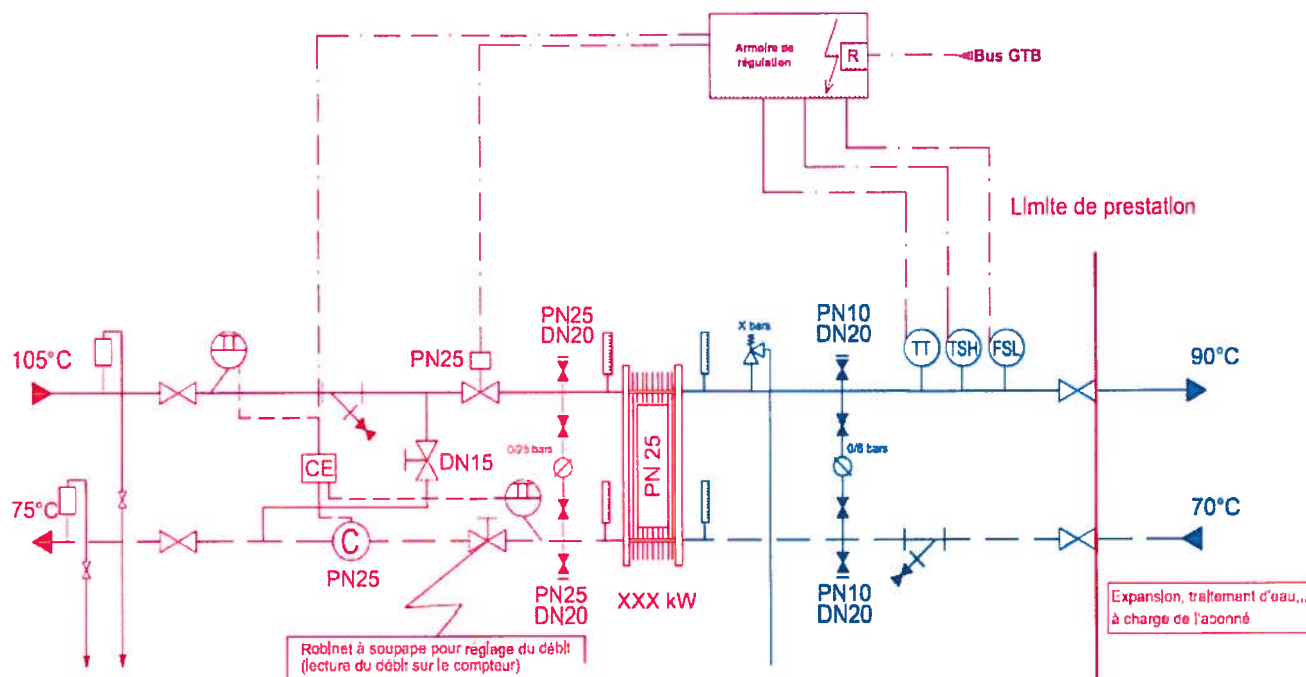 Armoire de
régulation
R
Bus GTB
Limite de prestation
PN25
DN20
PN10
DN20
X bars
105°C
TT
PN25
TT
TSH
FSL
90°C
0/25 bars
0/6 bars
CE
DN15
PN 25
75°C
TT
70°C
C
PN25
PN25
DN20
XXX kW
PN10
DN20
Expansion, traitement d'eau,,,
à charge de l'abonné
Robinet à soupape pour réglage du débit
(lecture du débit sur le compteur)